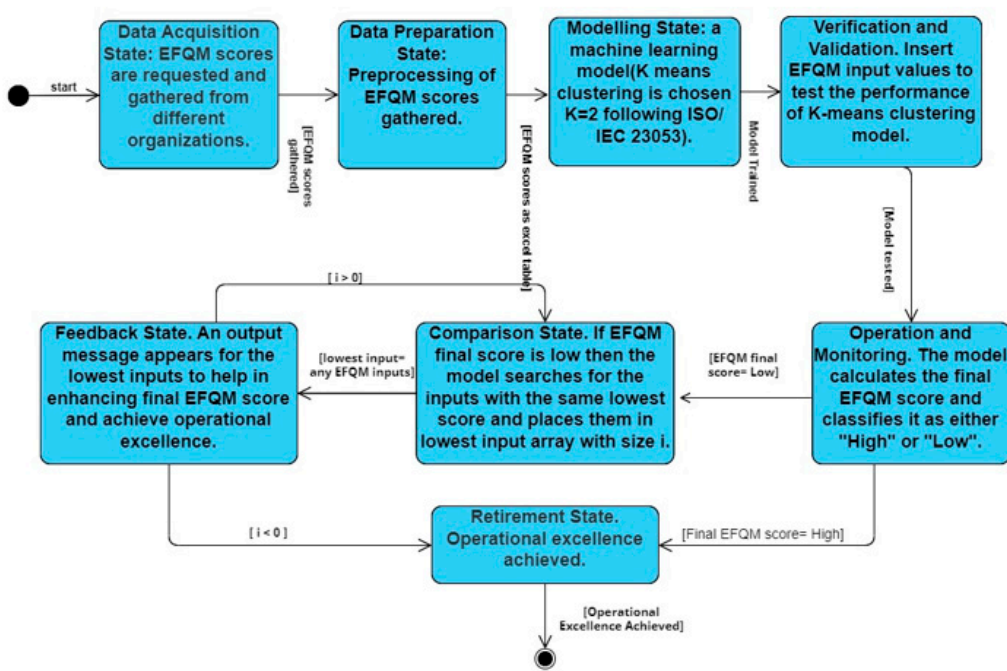 start
Data Acquisition
State: EFQM scores
are requested and
gathered from
different
organizations.
[EFQM scores
gathered]
Data Preparation
State:
Preprocessing of
EFQM scores
gathered.
[EFQM scores as excel table]
Modelling State: a
machine learning
model(K means
clustering is chosen
K=2 following ISO/
IEC 23053).
Model Trained
Verification and
Validation. Insert
EFQM input values to
test the performance
of K-means clustering
model.
[Model tested]
Operation and
Monitoring. The model
calculates the final
EFQM score and
classifies it as either
"High" or "Low".
[EFQM final
score= Low]
Comparison State. If EFQM
final score is low then the
model searches for the
inputs with the same lowest
score and places them in
lowest input array with size i.
[lowest input=
any EFQM inputs]
[ i > 0]
Feedback State. An output
message appears for the
lowest inputs to help in
enhancing final EFQM score
and achieve operational
excellence.
[ i < 0 ]
[Final EFQM score= High]
Retirement State.
Operational excellence
achieved.
[Operational
Excellence Achieved]